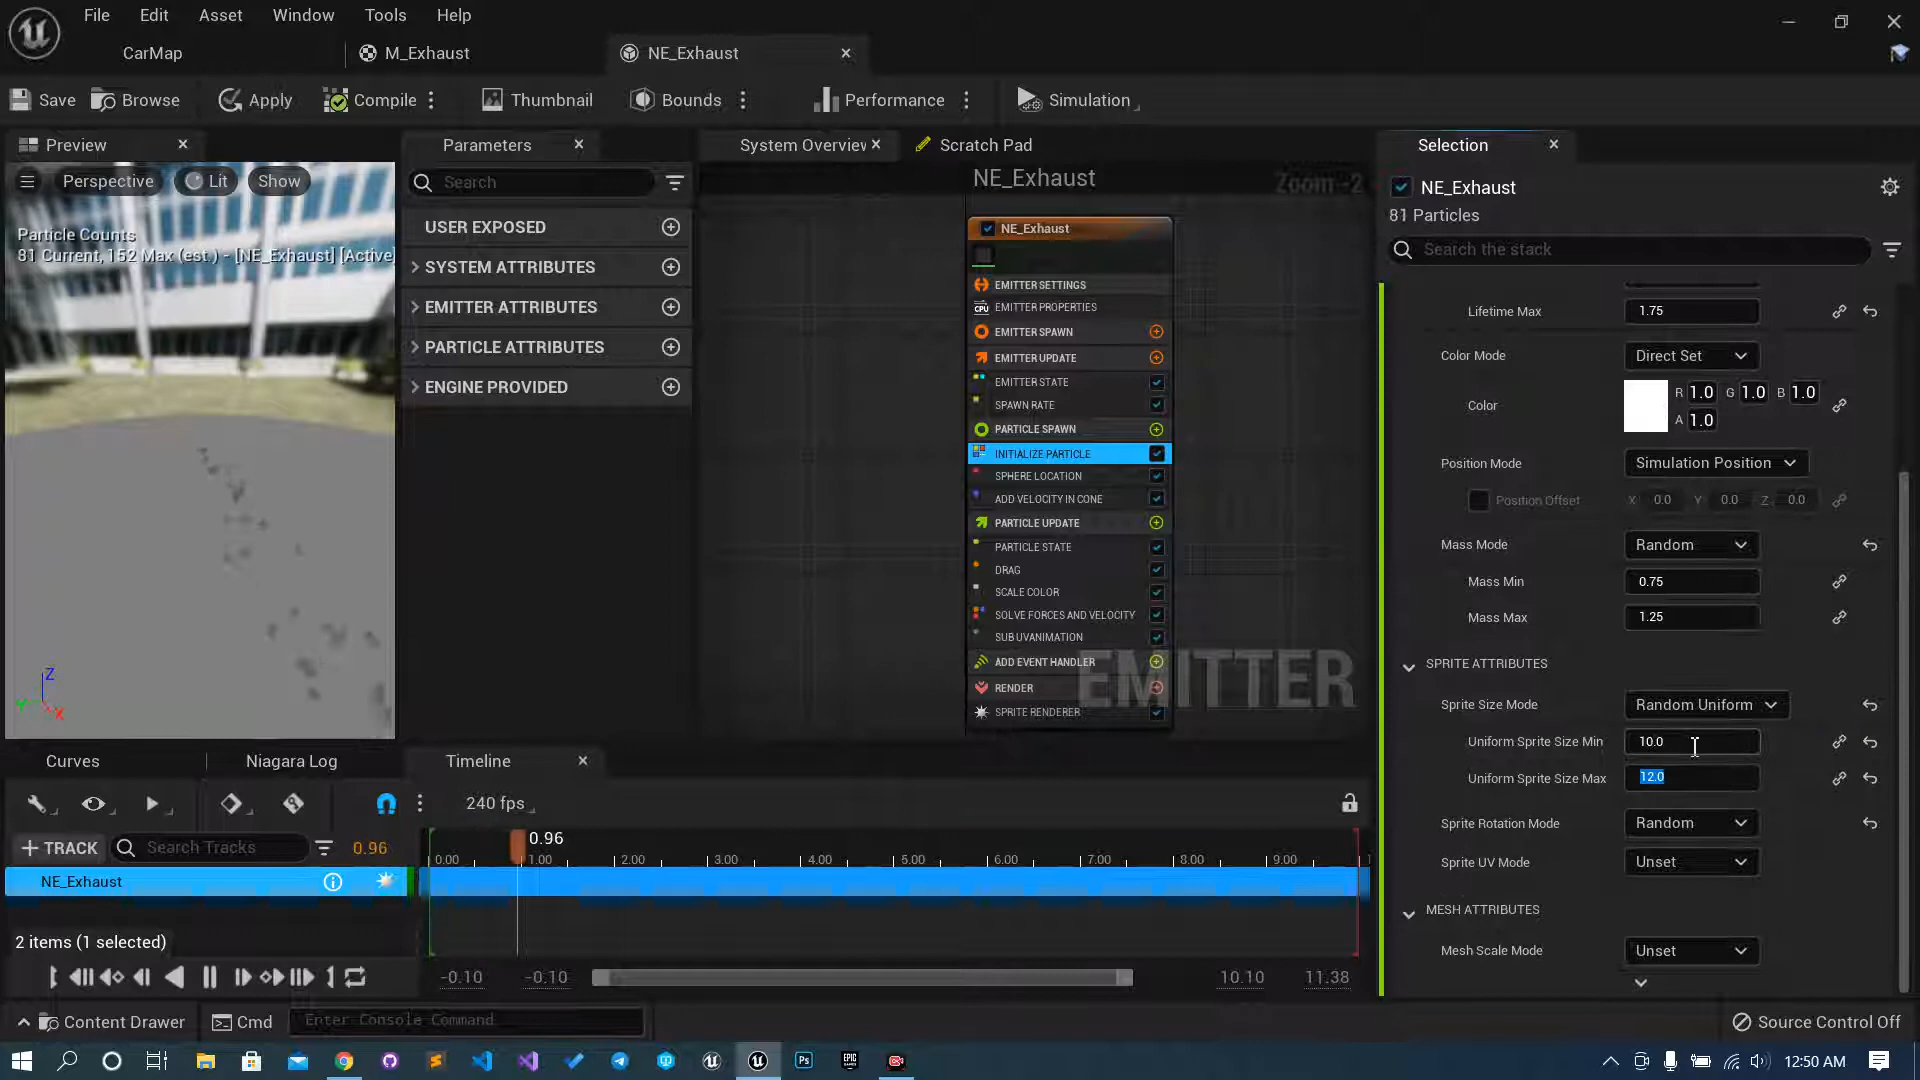 File Edit Asset Window Tools Help
CarMap M_Exhaust NE_Exhaust
Save Browse Apply Compile Thumbnail Bounds Performance Simulation
Preview
Perspective Lit Show
Particle Counts
81 Current, 152 Max (est.) - [NE_Exhaust] [Active]
Z
Y
X
Parameters
Search
USER EXPOSED
SYSTEM ATTRIBUTES
EMITTER ATTRIBUTES
PARTICLE ATTRIBUTES
ENGINE PROVIDED
System Overview Scratch Pad
NE_Exhaust Zoom -2
NE_Exhaust
EMITTER SETTINGS
CPU EMITTER PROPERTIES
EMITTER SPAWN
EMITTER UPDATE
EMITTER STATE
SPAWN RATE
PARTICLE SPAWN
INITIALIZE PARTICLE
SPHERE LOCATION
ADD VELOCITY IN CONE
PARTICLE UPDATE
PARTICLE STATE
DRAG
SCALE COLOR
SOLVE FORCES AND VELOCITY
SUB UVANIMATION
ADD EVENT HANDLER
RENDER
SPRITE RENDERER
EMITTER
Selection
NE_Exhaust
81 Particles
Search the stack
Lifetime Max 1.75
Color Mode Direct Set
Color R 1.0 G 1.0 B 1.0
A 1.0
Position Mode Simulation Position
Position Offset X 0.0 Y 0.0 Z 0.0
Mass Mode Random
Mass Min 0.75
Mass Max 1.25
SPRITE ATTRIBUTES
Sprite Size Mode Random Uniform
Uniform Sprite Size Min 10.0
Uniform Sprite Size Max 12.0
Sprite Rotation Mode Random
Sprite UV Mode Unset
MESH ATTRIBUTES
Mesh Scale Mode Unset
Curves Niagara Log Timeline
240 fps
TRACK Search Tracks 0.96
0.96
0.00 1.00 2.00 3.00 4.00 5.00 6.00 7.00 8.00 9.00 1
NE_Exhaust
2 items (1 selected)
-0.10 -0.10 10.10 11.38
Content Drawer Cmd Enter Console Command Source Control Off
Ps EPIC GAMES 12:50 AM